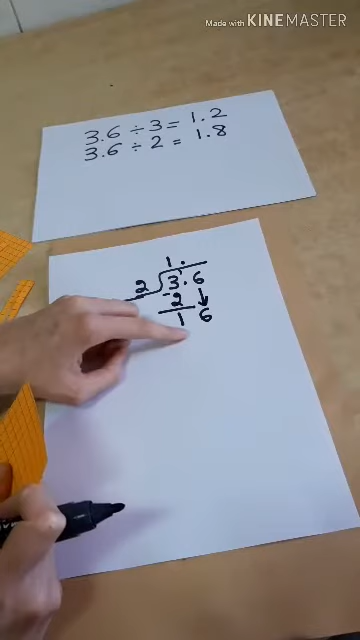 Made with KINEMASTER
3.6 ÷ 3 = 1.2
3.6 ÷ 2 = 1.8
1.
2 3.6
- 2
1 6